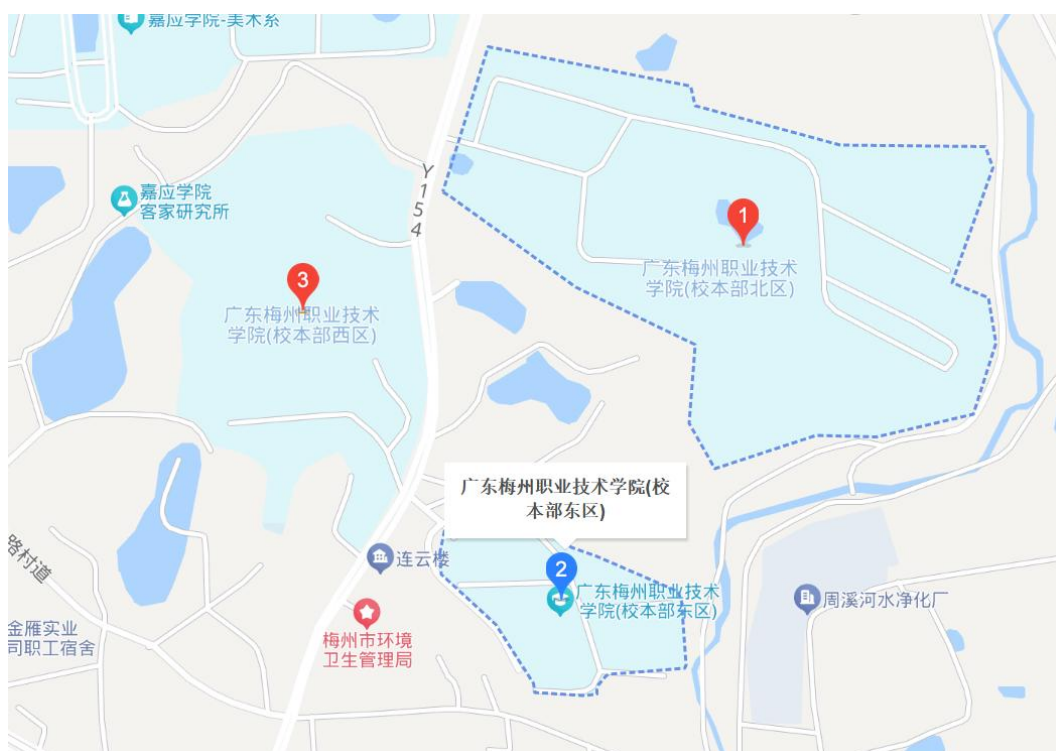 嘉应学院-美术系
Y154
嘉应学院
客家研究所
1
广东梅州职业技术
学院(校本部北区)
3
广东梅州职业技术
学院(校本部西区)
广东梅州职业技术学院(校
本部东区)
2
广东梅州职业技术
学院(校本部东区)
连云楼
周溪河水净化厂
路村道
梅州市环境
卫生管理局
金雁实业
司职工宿舍